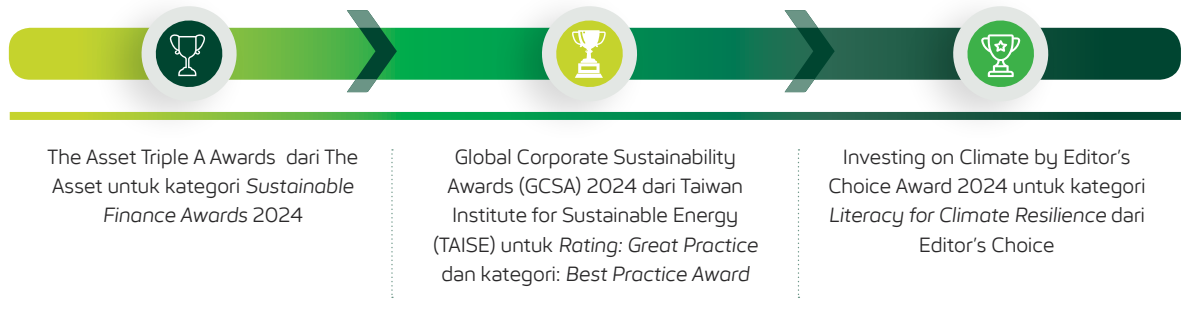 The Asset Triple A Awards dari The
Asset untuk kategori Sustainable
Finance Awards 2024
Global Corporate Sustainability
Awards (GCSA) 2024 dari Taiwan
Institute for Sustainable Energy
(TAISE) untuk Rating: Great Practice
dan kategori: Best Practice Award
Investing on Climate by Editor's
Choice Award 2024 untuk kategori
Literacy for Climate Resilience dari
Editor's Choice